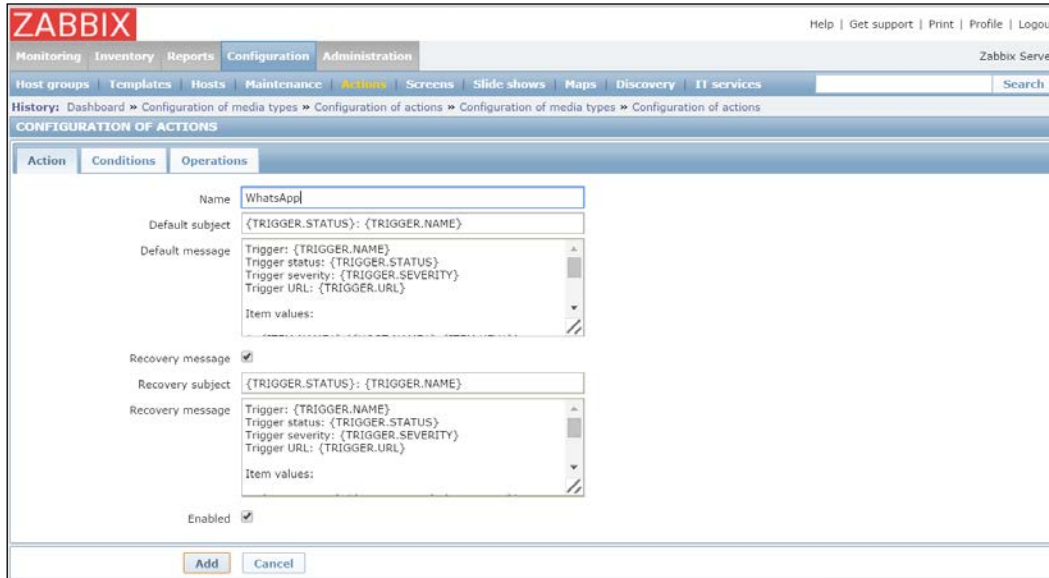 ZABBIX
Help | Get support | Print | Profile | Logou
Monitoring Inventory Reports Configuration Administration
Zabbix Serve
Host groups | Templates | Hosts | Maintenance | Actions | Screens | Slide shows | Maps | Discovery | IT services
Search
History: Dashboard » Configuration of media types » Configuration of actions » Configuration of media types » Configuration of actions
CONFIGURATION OF ACTIONS
Action Conditions Operations
Name WhatsApp
Default subject {TRIGGER.STATUS}: {TRIGGER.NAME}
Default message Trigger: {TRIGGER.NAME}
Trigger status: {TRIGGER.STATUS}
Trigger severity: {TRIGGER.SEVERITY}
Trigger URL: {TRIGGER.URL}
Item values:
Recovery message
Recovery subject {TRIGGER.STATUS}: {TRIGGER.NAME}
Recovery message Trigger: {TRIGGER.NAME}
Trigger status: {TRIGGER.STATUS}
Trigger severity: {TRIGGER.SEVERITY}
Trigger URL: {TRIGGER.URL}
Item values:
Enabled
Add Cancel